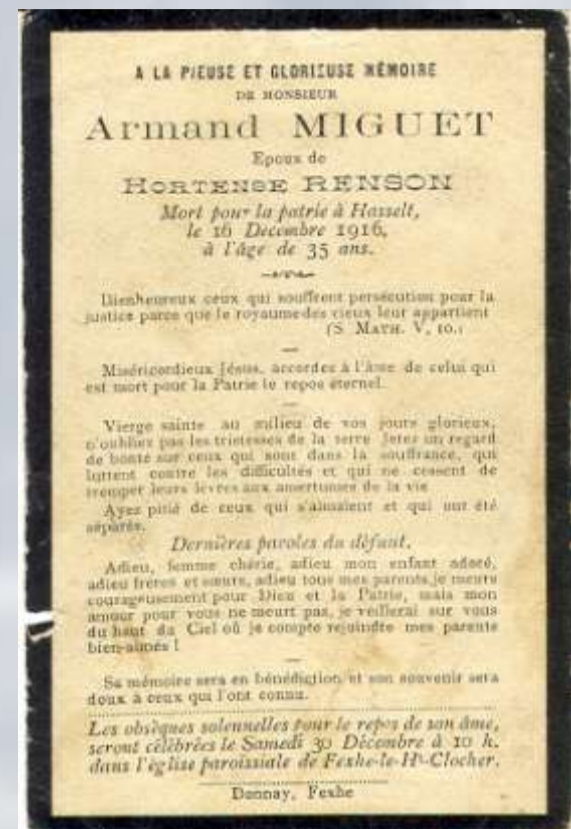 A LA PIEUSE ET GLORIEUSE MÉMOIRE
DE MONSIEUR
Armand MIGUET
Epoux de
HORTENSE RENSON
Mort pour la patrie à Hasselt,
le 16 Décembre 1916,
à l'âge de 35 ans.
Bienheureux ceux qui souffrent persécution pour la
justice parce que le royaume des cieux leur appartient
(S. MATH. V, 10.)
Miséricordieux Jésus, accordez à l'âme de celui qui
est mort pour la Patrie le repos éternel.
Vierge sainte au milieu de vos jours glorieux,
n'oubliez pas les tristesses de la terre Jetez un regard
de bonté sur ceux qui sont dans la souffrance, qui
luttent contre les difficultés et qui ne cessent de
tremper leurs lèvres aux amertumes de la vie
Ayez pitié de ceux qui s'aimaient et qui ont été
séparés.
Dernières paroles du défunt.
Adieu, femme chérie, adieu mon enfant adoré,
adieu frères et sœurs, adieu tous mes parents, je meurs
courageusement pour Dieu et la Patrie, mais mon
amour pour vous ne meurt pas, je veillerai sur vous
du haut du Ciel où je compte rejoindre mes parents
bien-aimés !
Sa mémoire sera en bénédiction et son souvenir sera
doux à ceux qui l'ont connu.
Les obsèques solennelles pour le repos de son âme,
seront célébrées le Samedi 30 Décembre à 10 h.
dans l'église paroissiale de Fexhe-le-Ht-Clocher.
Donnay, Fexhe